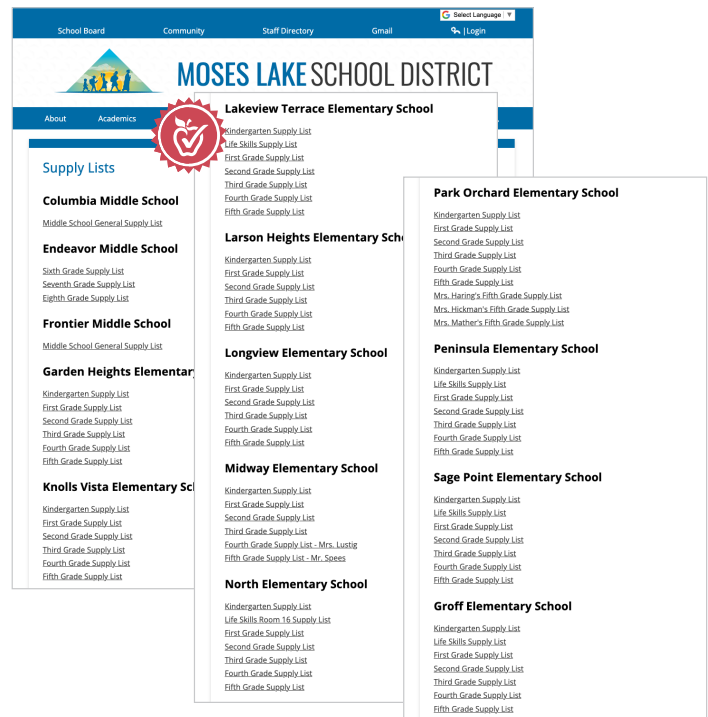 Select Language ▼
School Board
Community
Staff Directory
Gmail
|Login
MOSES LAKE SCHOOL DISTRICT
About
Academics
Supply Lists
Columbia Middle School
Middle School General Supply List
Endeavor Middle School
Sixth Grade Supply List
Seventh Grade Supply List
Eighth Grade Supply List
Frontier Middle School
Middle School General Supply List
Garden Heights Elementary
Kindergarten Supply List
First Grade Supply List
Second Grade Supply List
Third Grade Supply List
Fourth Grade Supply List
Fifth Grade Supply List
Knolls Vista Elementary Sc
Kindergarten Supply List
First Grade Supply List
Second Grade Supply List
Third Grade Supply List
Fourth Grade Supply List
Fifth Grade Supply List
Lakeview Terrace Elementary School
Kindergarten Supply List
Life Skills Supply List
First Grade Supply List
Second Grade Supply List
Third Grade Supply List
Fourth Grade Supply List
Fifth Grade Supply List
Larson Heights Elementary Sch
Kindergarten Supply List
First Grade Supply List
Second Grade Supply List
Third Grade Supply List
Fourth Grade Supply List
Fifth Grade Supply List
Longview Elementary School
Kindergarten Supply List
First Grade Supply List
Second Grade Supply List
Third Grade Supply List
Fourth Grade Supply List
Fifth Grade Supply List
Midway Elementary School
Kindergarten Supply List
First Grade Supply List
Second Grade Supply List
Third Grade Supply List
Fourth Grade Supply List - Mrs. Lustig
Fifth Grade Supply List - Mr. Spees
North Elementary School
Kindergarten Supply List
Life Skills Room 16 Supply List
First Grade Supply List
Second Grade Supply List
Third Grade Supply List
Fourth Grade Supply List
Fifth Grade Supply List
Park Orchard Elementary School
Kindergarten Supply List
First Grade Supply List
Second Grade Supply List
Third Grade Supply List
Fourth Grade Supply List
Fifth Grade Supply List
Mrs. Haring's Fifth Grade Supply List
Mrs. Hickman's Fifth Grade Supply List
Mrs. Mather's Fifth Grade Supply List
Peninsula Elementary School
Kindergarten Supply List
Life Skills Supply List
First Grade Supply List
Second Grade Supply List
Third Grade Supply List
Fourth Grade Supply List
Fifth Grade Supply List
Sage Point Elementary School
Kindergarten Supply List
Life Skills Supply List
First Grade Supply List
Second Grade Supply List
Third Grade Supply List
Fourth Grade Supply List
Fifth Grade Supply List
Groff Elementary School
Kindergarten Supply List
Life Skills Supply List
First Grade Supply List
Second Grade Supply List
Third Grade Supply List
Fourth Grade Supply List
Fifth Grade Supply List